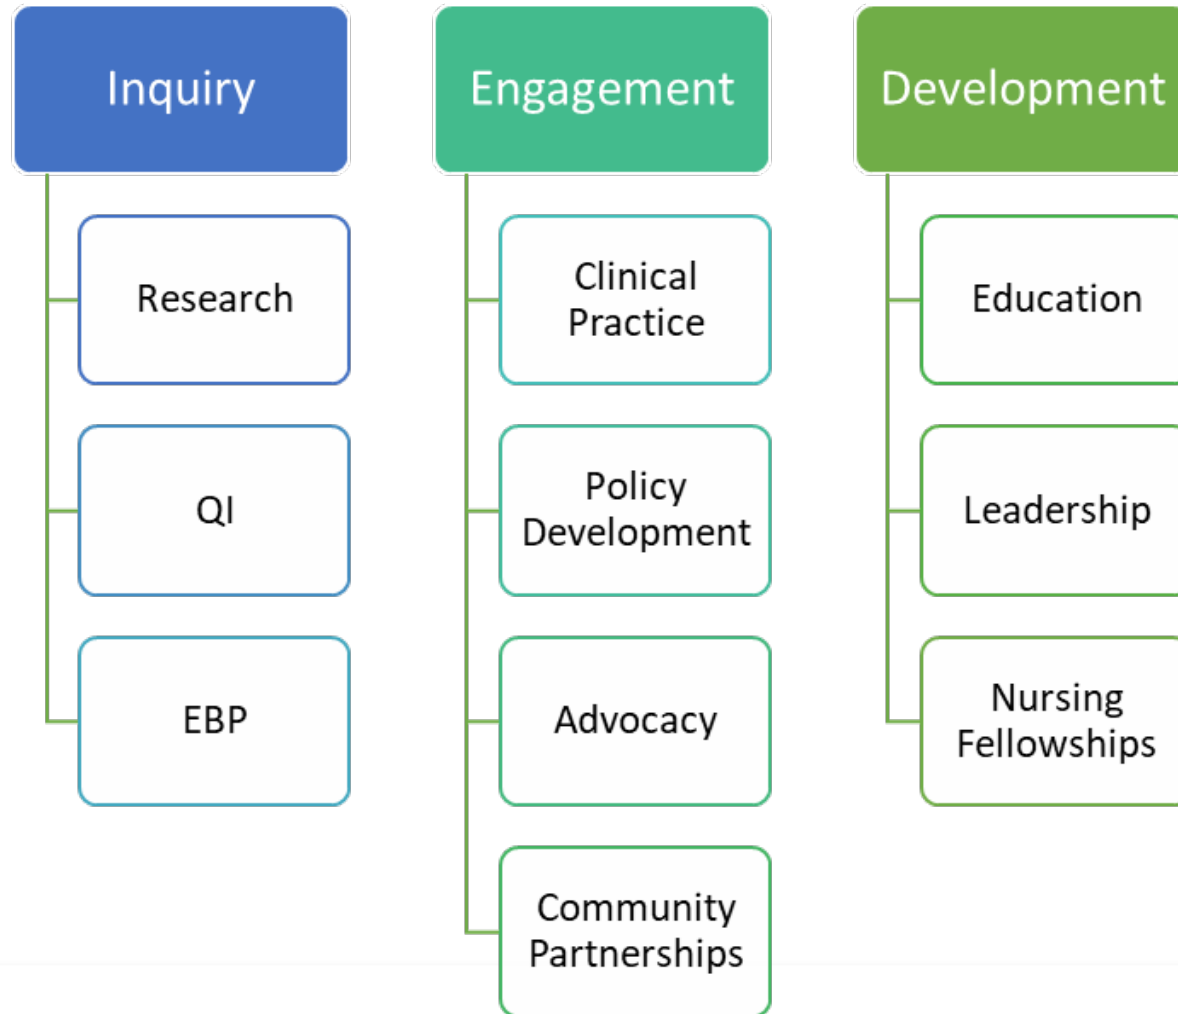 Inquiry
Research
QI
EBP
Engagement
Clinical
Practice
Policy
Development
Advocacy
Community
Partnerships
Development
Education
Leadership
Nursing
Fellowships